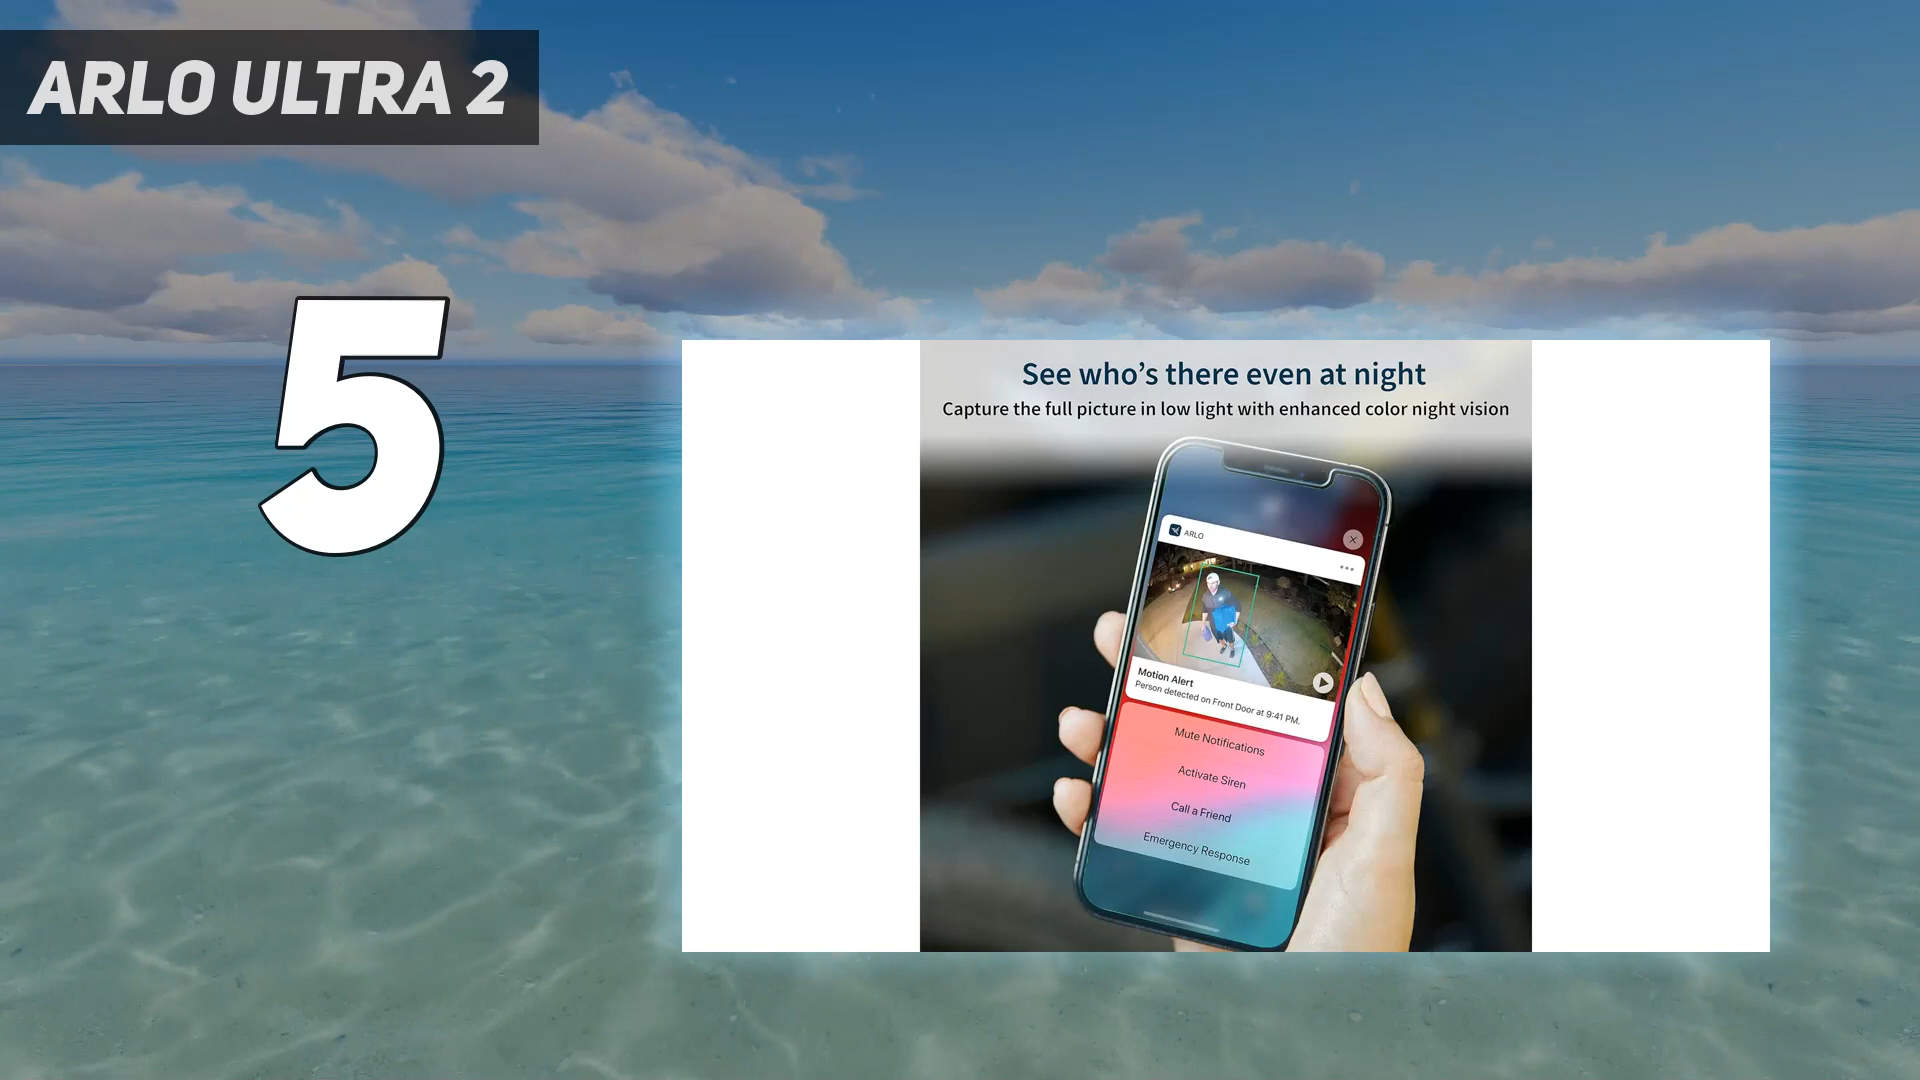 ARLO ULTRA 2
5
See who's there even at night
Capture the full picture in low light with enhanced color night vision
ARLO
Motion Alert
Person detected on Front Door at 9:41 PM.
Mute Notifications
Activate Siren
Call a Friend
Emergency Response